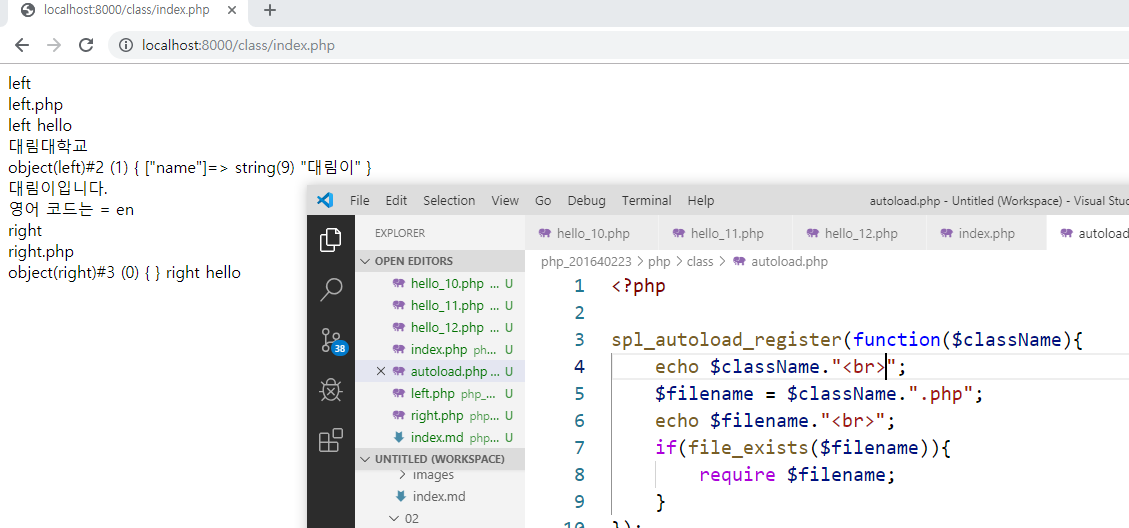 localhost:8000/class/index.php
localhost:8000/class/index.php
left
left.php
left hello
대림대학교
object(left)#2 (1) { ["name"]=> string(9) "대림이" }
대림이입니다.
영어 코드는 = en
right
right.php
object(right)#3 (0) { } right hello
File Edit Selection View Go Debug Terminal Help autoload.php - Untitled (Workspace) - Visual Stu
EXPLORER
hello_10.php hello_11.php hello_12.php index.php autoload
php_201640223 > php > class > autoload.php
OPEN EDITORS
hello_10.php ... U
hello_11.php ... U
hello_12.php ... U
index.php ph... U
autoload.php ... U
left.php php_... U
right.php php... U
index.md php... U
UNTITLED (WORKSPACE)
images
index.md
02
38
1 <?php
2
3 spl_autoload_register(function($className){
4 echo $className."<br>";
5 $filename = $className.".php";
6 echo $filename."<br>";
7 if(file_exists($filename)){
8 require $filename;
9 }
10 });